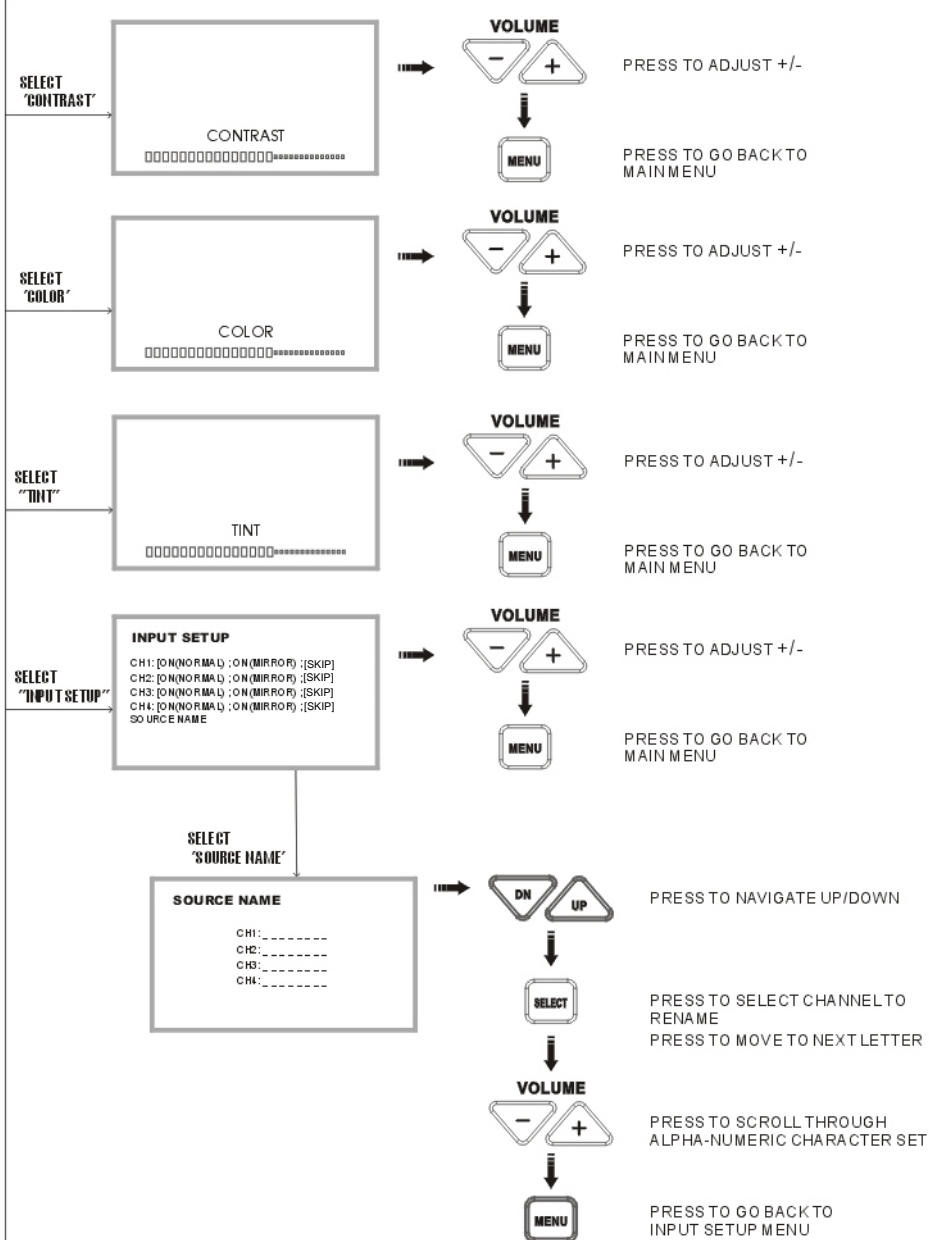 VOLUME
- +
PRESS TO ADJUST +/-
SELECT
'CONTRAST'
CONTRAST
MENU
PRESS TO GO BACK TO
MAIN MENU
VOLUME
- +
PRESS TO ADJUST +/-
SELECT
'COLOR'
COLOR
MENU
PRESS TO GO BACK TO
MAIN MENU
VOLUME
- +
PRESS TO ADJUST +/-
SELECT
"TINT"
TINT
MENU
PRESS TO GO BACK TO
MAIN MENU
VOLUME
- +
PRESS TO ADJUST +/-
SELECT
"INPUT SETUP"
INPUT SETUP
CH1: [ON(NORMAL) ; ON(MIRROR) ;[SKIP]
CH2: [ON(NORMAL) ; ON(MIRROR) ;[SKIP]
CH3: [ON(NORMAL) ; ON(MIRROR) ;[SKIP]
CH4: [ON(NORMAL) ; ON(MIRROR) ;[SKIP]
SOURCE NAME
MENU
PRESS TO GO BACK TO
MAIN MENU
SELECT
'SOURCE NAME'
SOURCE NAME
CH1:_ _ _ _ _ _ _ _
CH2:_ _ _ _ _ _ _ _
CH3:_ _ _ _ _ _ _ _
CH4:_ _ _ _ _ _ _ _
DN UP
PRESS TO NAVIGATE UP/DOWN
SELECT
PRESS TO SELECT CHANNEL TO
RENAME
PRESS TO MOVE TO NEXT LETTER
VOLUME
- +
PRESS TO SCROLL THROUGH
ALPHA-NUMERIC CHARACTER SET
MENU
PRESS TO GO BACK TO
INPUT SETUP MENU